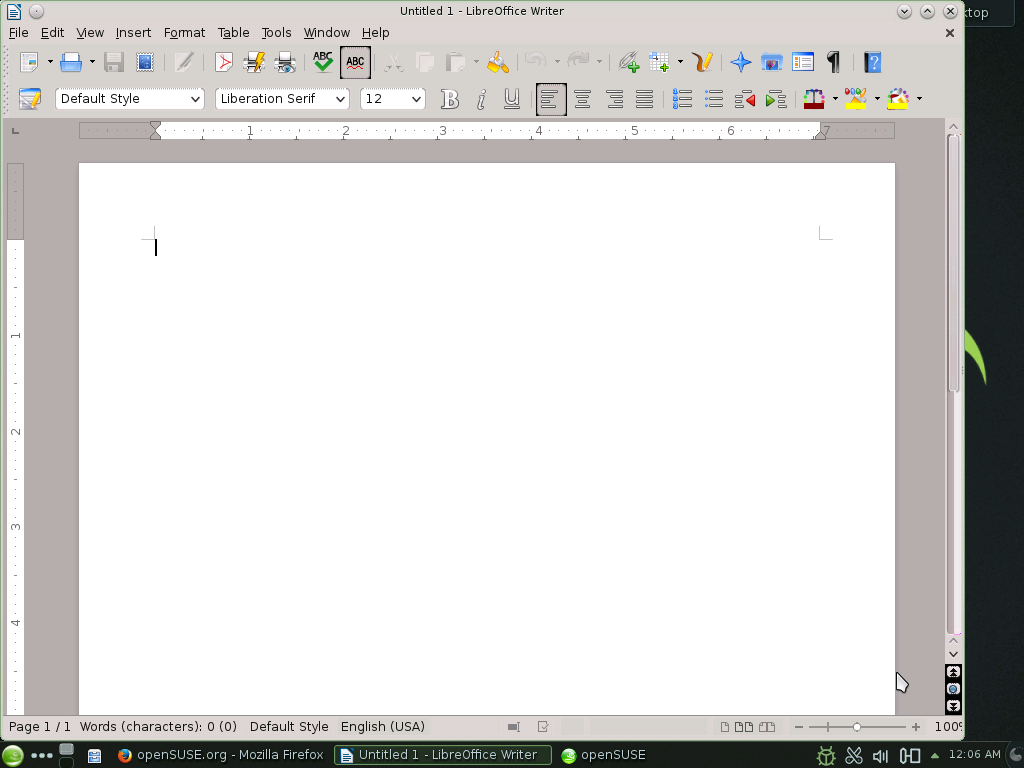 Untitled 1 - LibreOffice Writer
ktop
File Edit View Insert Format Table Tools Window Help
ABC ABC
Default Style Liberation Serif 12 B i U
1 2 3 4 5 6 7
1
2
3
4
Page 1 / 1 Words (characters): 0 (0) Default Style English (USA) 100%
openSUSE.org - Mozilla Firefox Untitled 1 - LibreOffice Writer openSUSE 12:06 AM